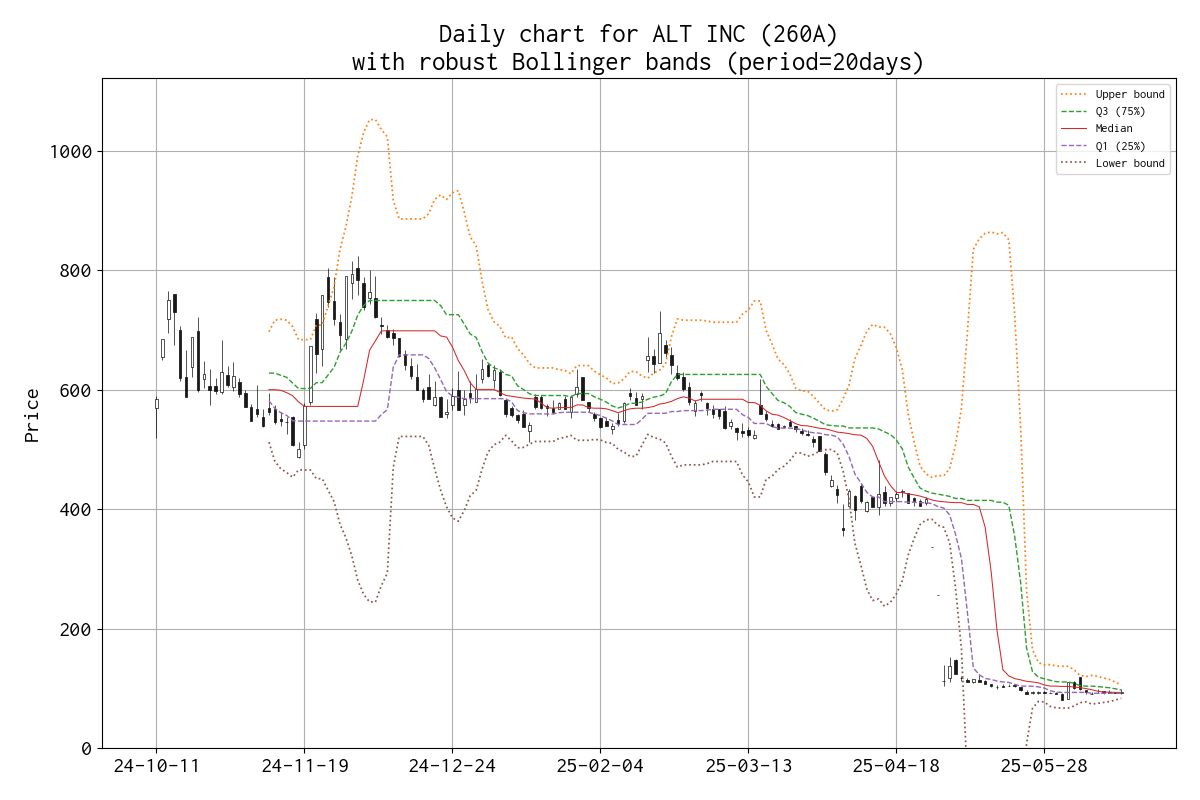 Daily chart for ALT INC (260A)
with robust Bollinger bands (period=20days)
Upper bound
Q3 (75%)
Median
Q1 (25%)
Lower bound
Price
1000
800
600
400
200
0
24-10-11
24-11-19
24-12-24
25-02-04
25-03-13
25-04-18
25-05-28